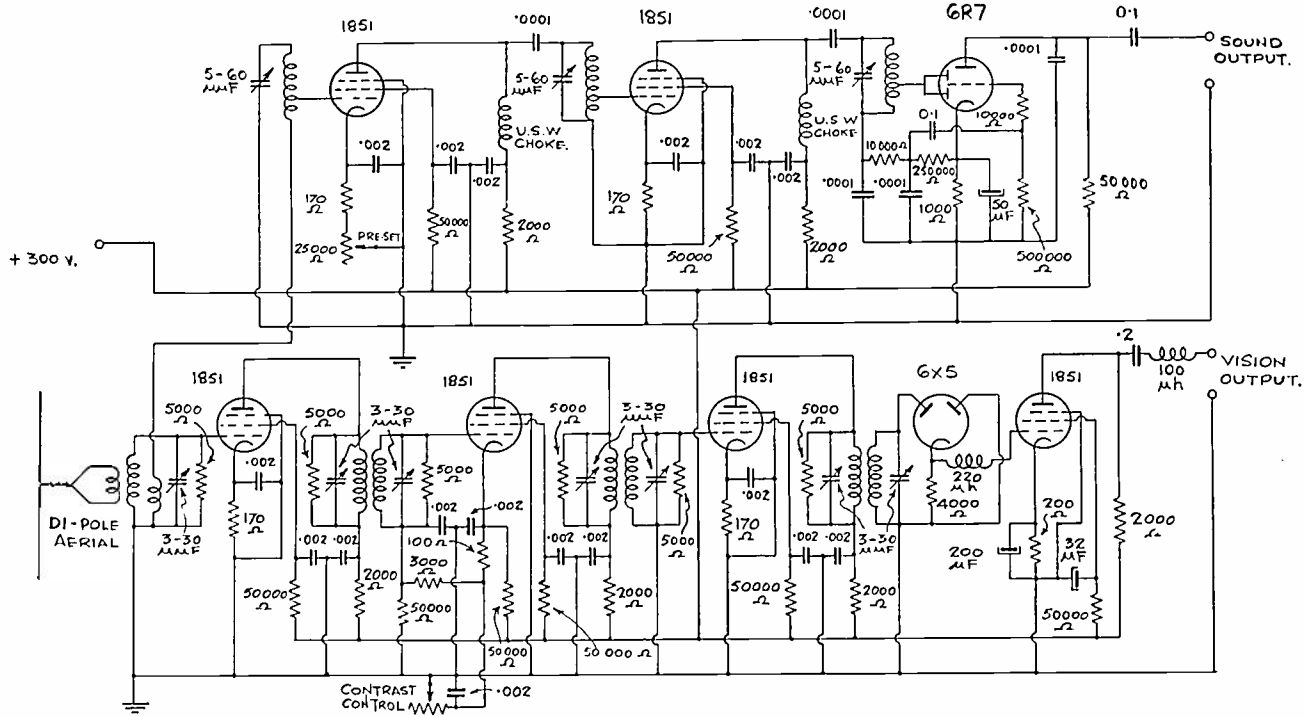 1851
.0001
1851
.0001
6R7
0.1
5-60
μμF
5-60
μμF
5-60
μμF
.0001
SOUND
OUTPUT.
U.S.W
CHOKE.
U.S.W
CHOKE
10000
Ω
.002
.002
.002
.002
.002
.002
0.1
10000Ω
250000
Ω
.0001
.0001
170
Ω
170
Ω
1000
Ω
50
μF
50000
Ω
25000
Ω
PRE-SET
50000
Ω
2000
Ω
50000
Ω
2000
Ω
500000
Ω
+ 300 V.
1851
1851
1851
6X5
1851
.2
100
μh
VISION
OUTPUT.
5000
Ω
5000
Ω
3-30
μμF
5000
Ω
5000
Ω
3-30
μμF
5000
Ω
5000
Ω
.002
.002
220
μh
DI-POLE
AERIAL
3-30
μμF
170
Ω
.002
.002
.002
.002
100Ω
3000
Ω
.002
.002
170
Ω
.002
.002
3-30
μμF
4000
Ω
200
μF
200
Ω
32
μF
2000
Ω
50000
Ω
2000
Ω
50000
Ω
50000
Ω
50000
Ω
2000
Ω
50000
Ω
2000
Ω
50000
Ω
CONTRAST
CONTROL
.002